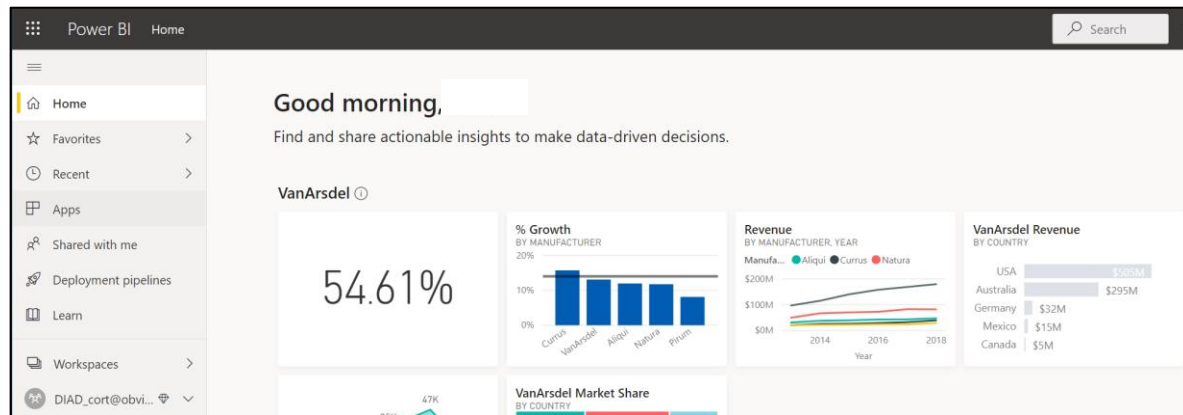 Power BI Home
Search
Home
Favorites
Recent
Apps
Shared with me
Deployment pipelines
Learn
Workspaces
DIAD_cort@obvi...
Good morning,
Find and share actionable insights to make data-driven decisions.
VanArsdel
54.61%
% Growth
BY MANUFACTURER
20%
10%
0%
Currus VanArsdel Aliqui Natura Pirum
Revenue
BY MANUFACTURER, YEAR
Manufa... Aliqui Currus Natura
$200M
$100M
$0M
2014 2016 2018
Year
VanArsdel Revenue
BY COUNTRY
USA $505M
Australia $295M
Germany $32M
Mexico $15M
Canada $5M
47K
VanArsdel Market Share
BY COUNTRY